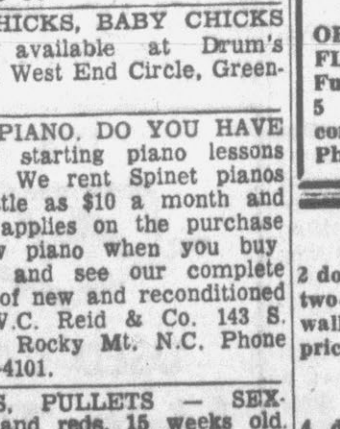 HICKS, BABY CHICKS
available at Drum's
West End Circle, Green-
PIANO. DO YOU HAVE
starting piano lessons
We rent Spinet pianos
tle as $10 a month and
applies on the purchase
w piano when you buy
and see our complete
of new and reconditioned
W.C. Reid & Co. 143 S.
Rocky Mt. N.C. Phone
-4101.
S, PULLETS — SEX-
and reds. 15 weeks old.
OF
FL
Fu
5
con
Ph
2 do
two
wall
pric